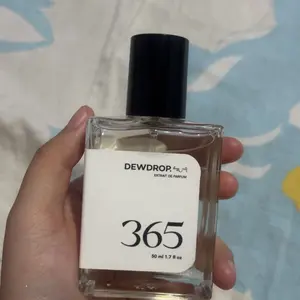 DEWDROP.
EXTRAIT DE PARFUM
365
50 ml 1.7 fl oz